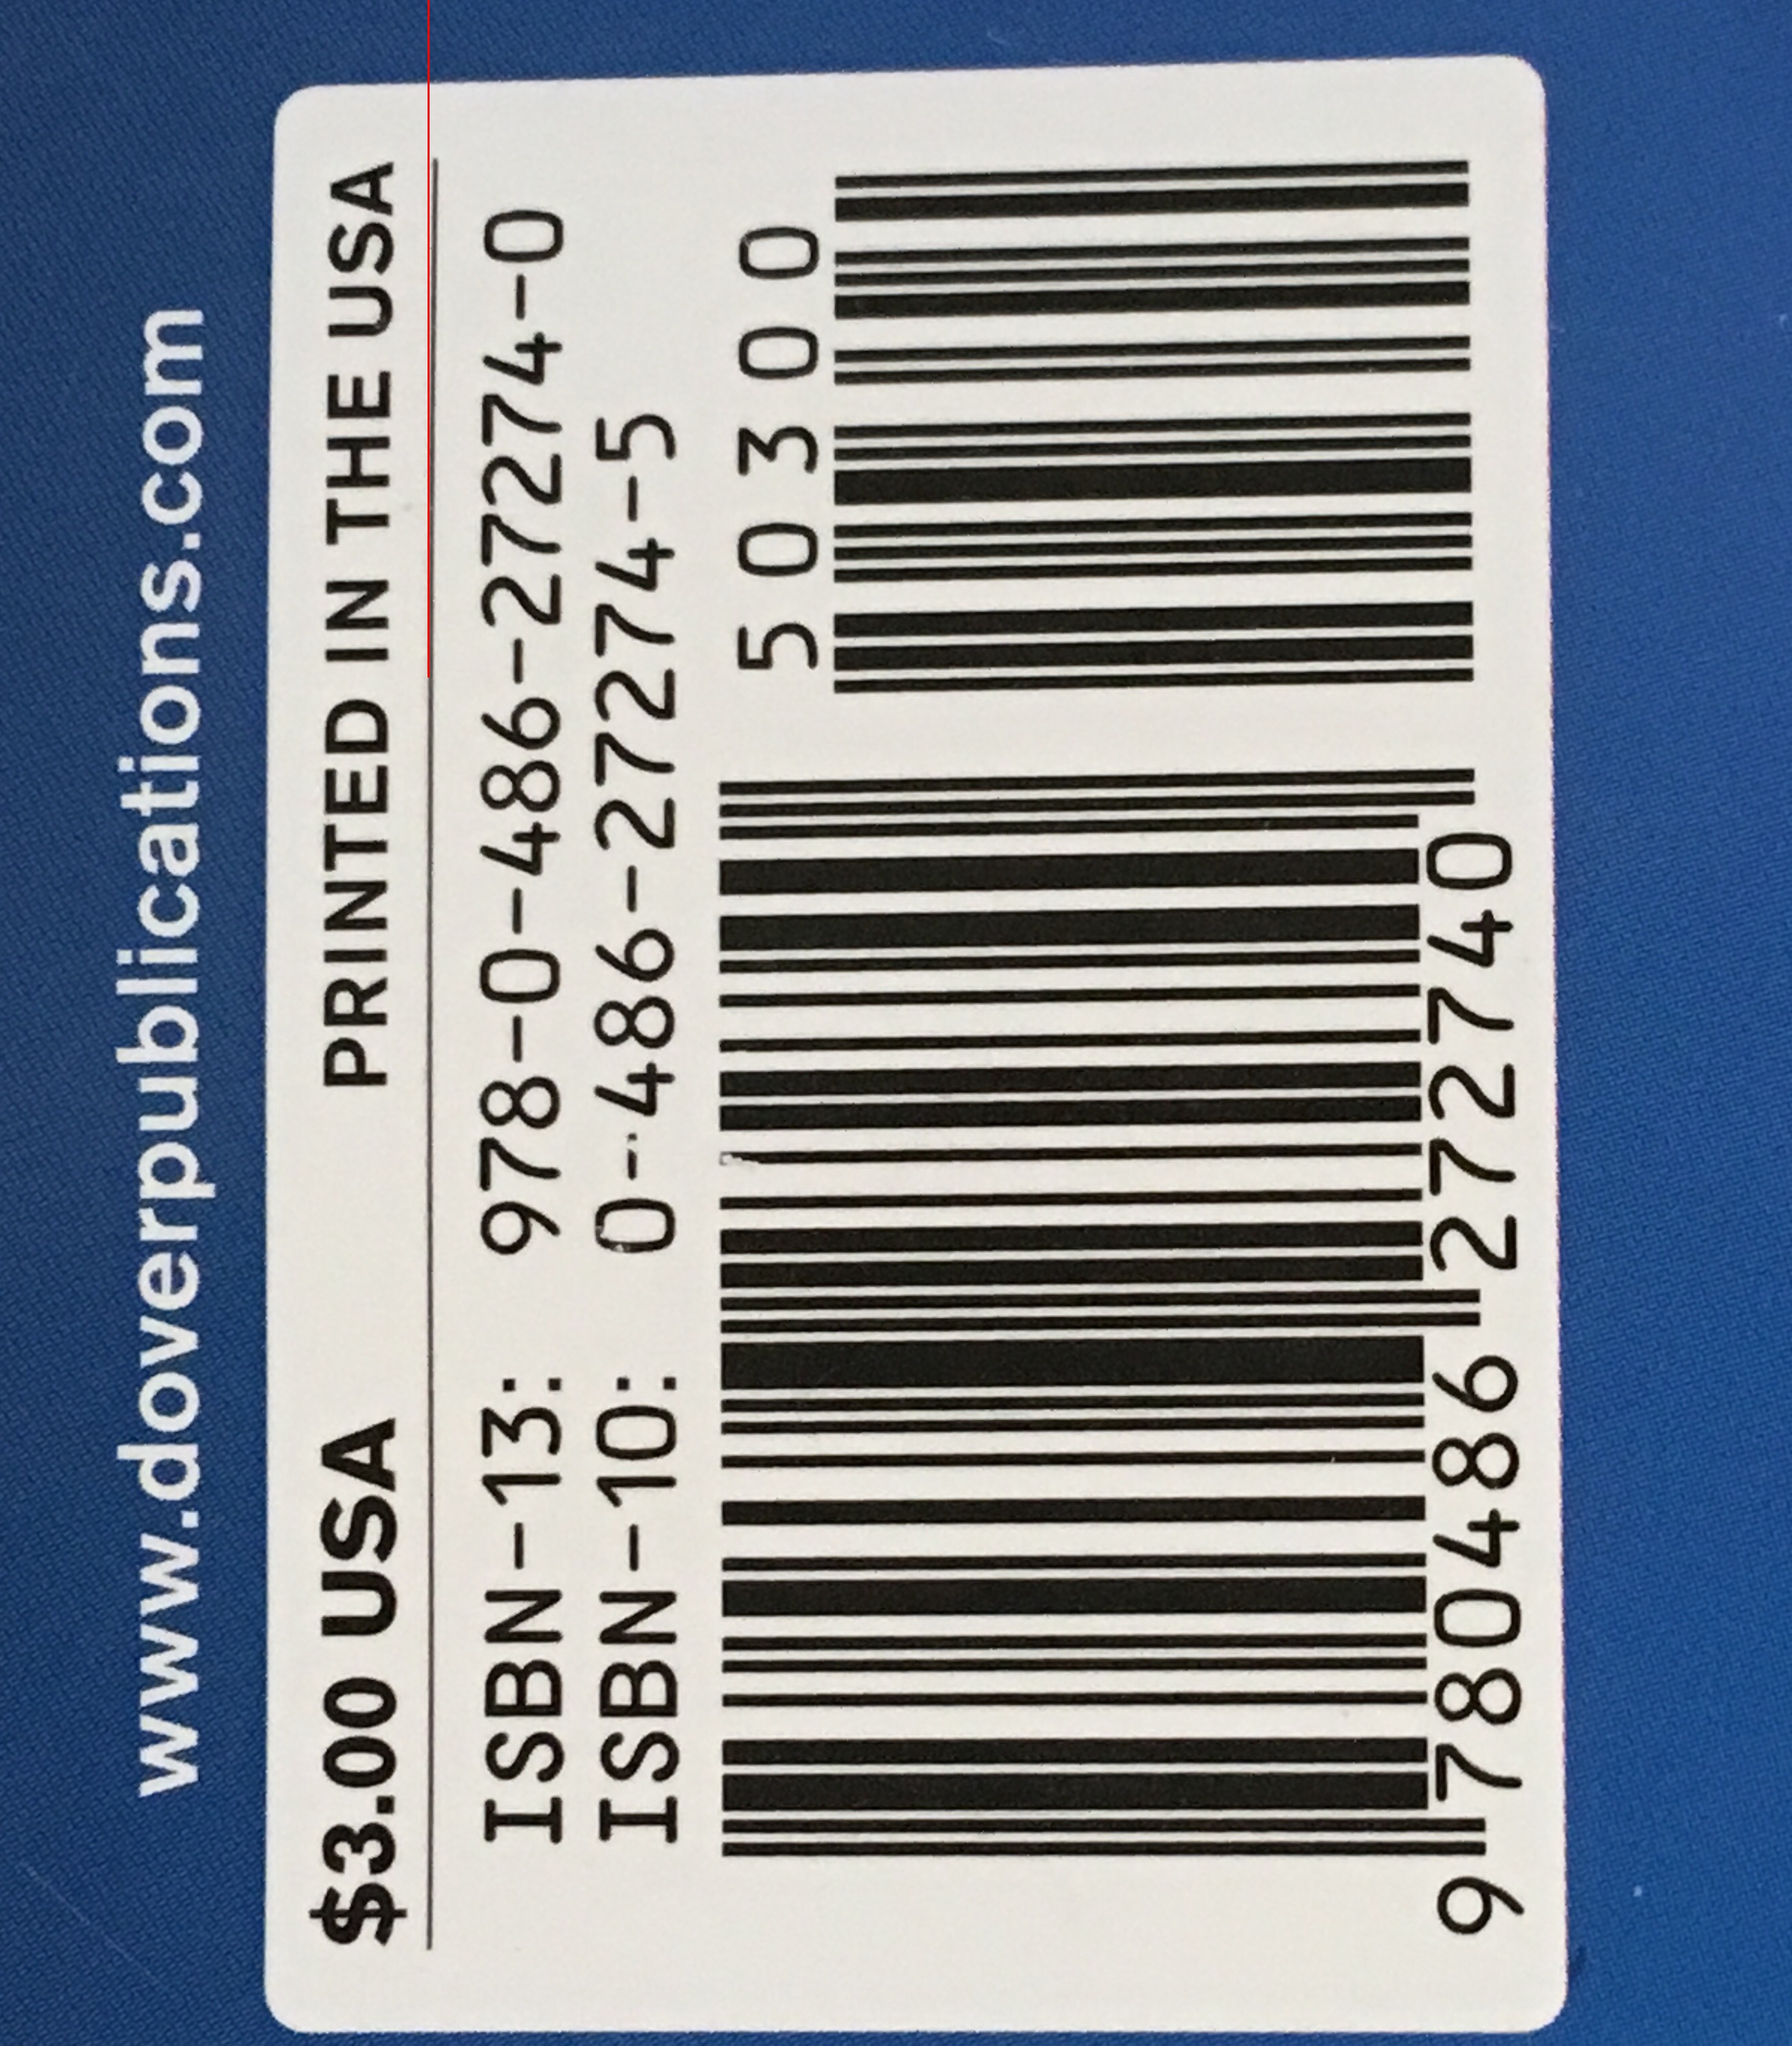 www.doverpublications.com
$3.00 USA PRINTED IN THE USA
ISBN-13: 978-0-486-27274-0
ISBN-10: 0-486-27274-5
50300
9 780486 272740